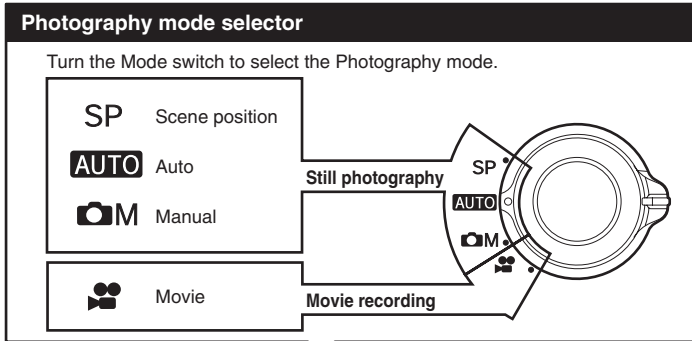 Photography mode selector
Turn the Mode switch to select the Photography mode.
SP Scene position
AUTO Auto
M Manual
Still photography
SP
AUTO
M
Movie
Movie recording